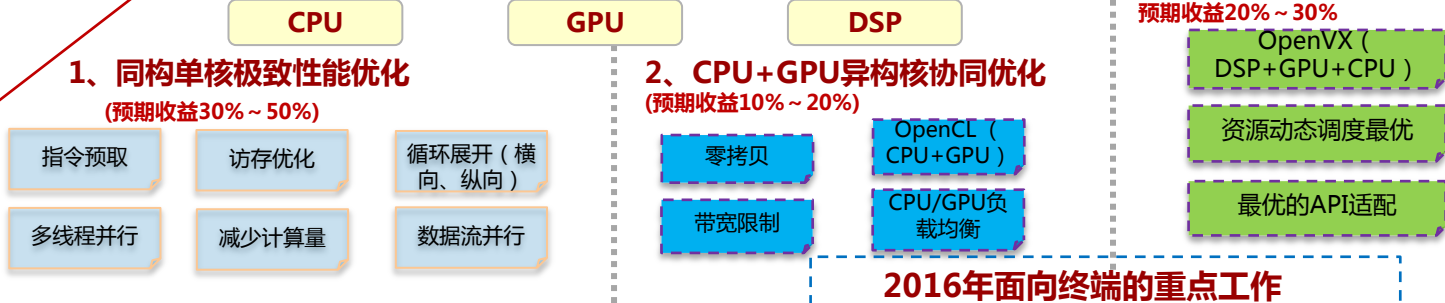 CPU
GPU
DSP
预期收益20%~30%
1、同构单核极致性能优化
(预期收益30%~50%)
指令预取
访存优化
循环展开（横
向、纵向）
多线程并行
减少计算量
数据流并行
2、CPU+GPU异构核协同优化
(预期收益10%~20%)
零拷贝
OpenCL（
CPU+GPU）
带宽限制
CPU/GPU负
载均衡
OpenVX（
DSP+GPU+CPU）
资源动态调度最优
最优的API适配
2016年面向终端的重点工作